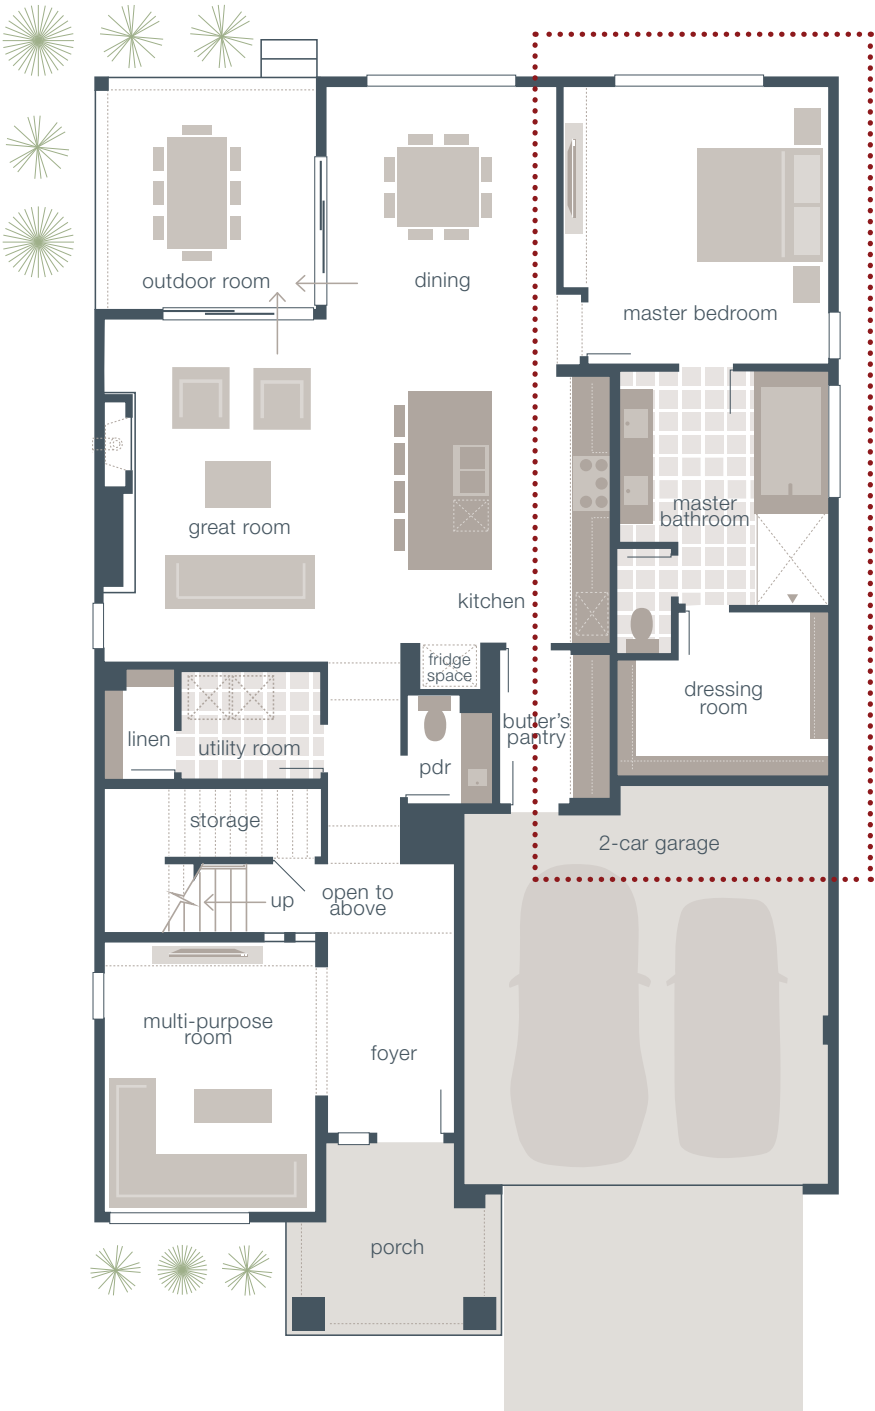 outdoor room
dining
master bedroom
great room
master
bathroom
kitchen
fridge
space
dressing
room
butler's
pantry
linen
utility room
pdr
storage
2-car garage
up
open to
above
multi-purpose
room
foyer
porch